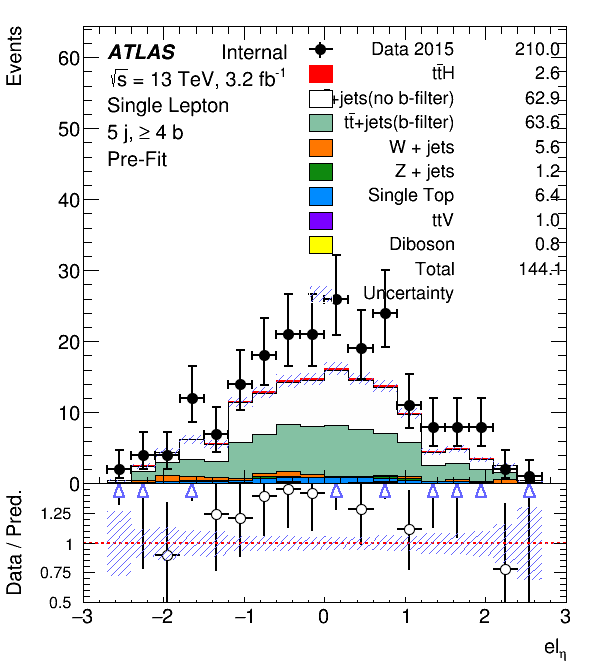 Events
60
50
40
30
20
10
0
ATLAS Internal
√s = 13 TeV, 3.2 fb⁻¹
Single Lepton
5 j, ≥ 4 b
Pre-Fit
Data 2015 210.0
tt̄H 2.6
+jets(no b-filter) 62.9
tt̄+jets(b-filter) 63.6
W + jets 5.6
Z + jets 1.2
Single Top 6.4
ttV 1.0
Diboson 0.8
Total 144.1
Uncertainty
Data / Pred.
1.25
1
0.75
0.5
−3 −2 −1 0 1 2 3
el_η